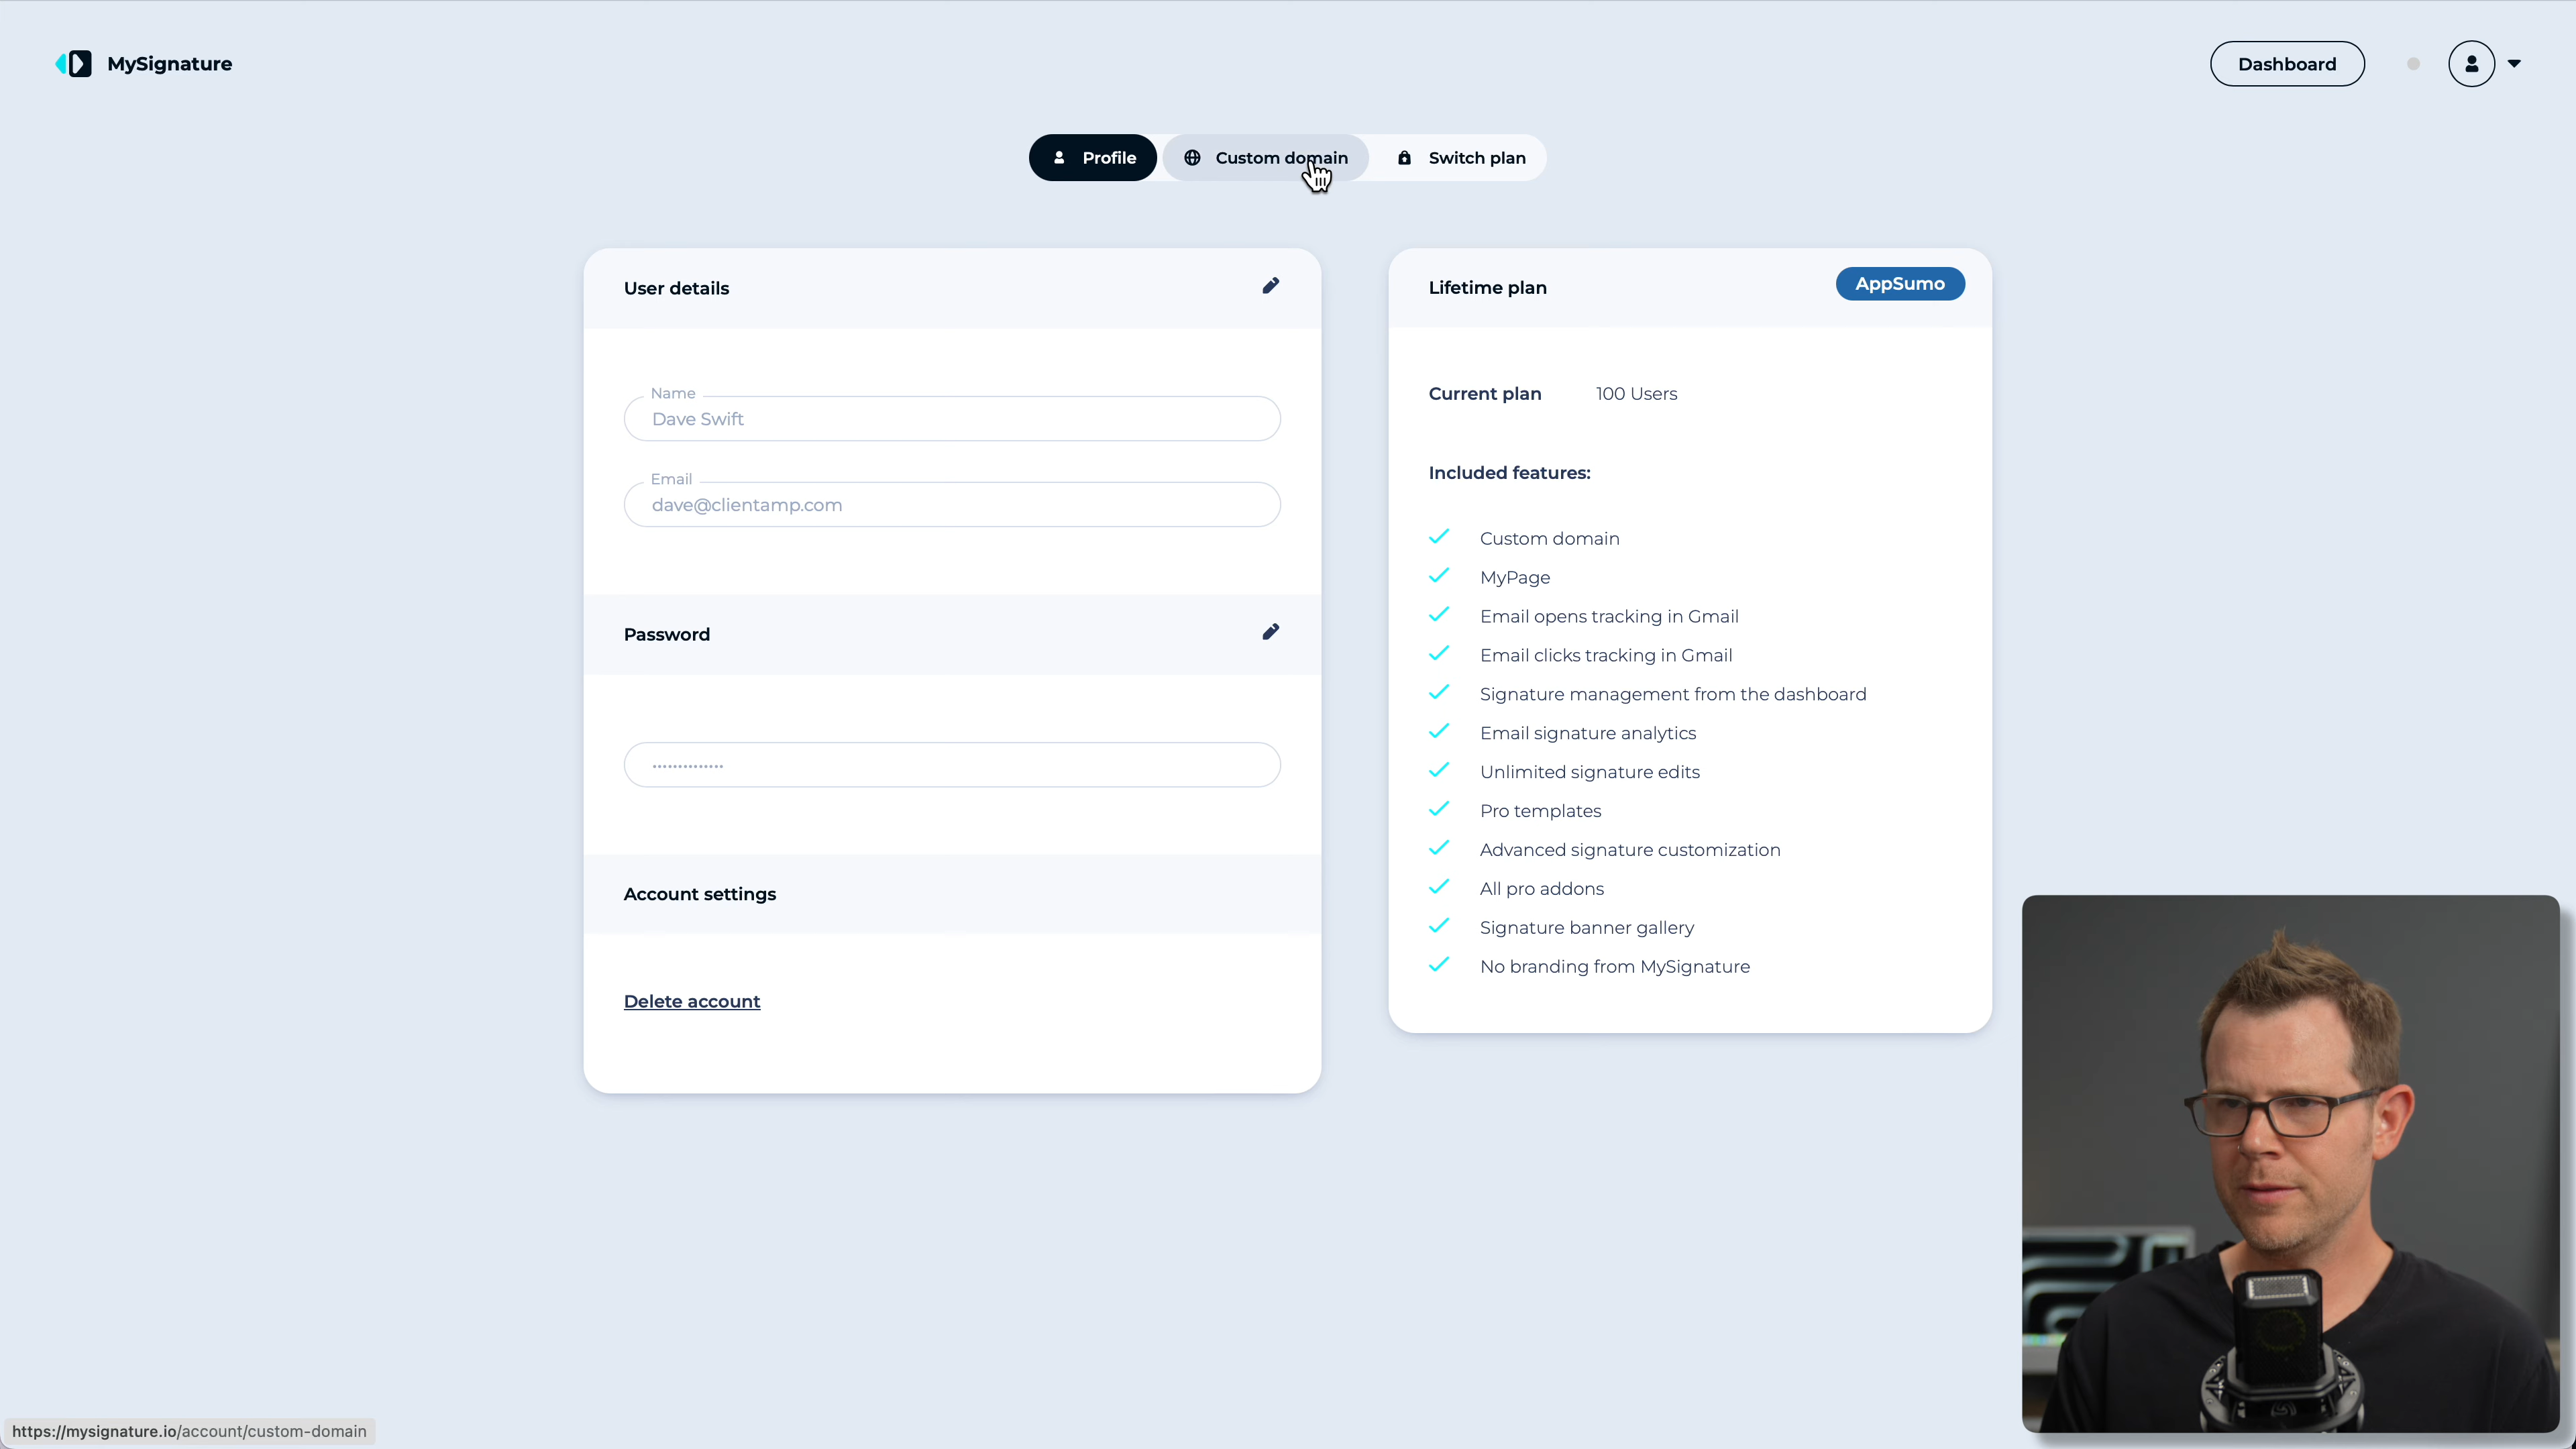 MySignature
Dashboard
Profile
Custom domain
Switch plan
User details
Name
Dave Swift
Email
dave@clientamp.com
Password
··············
Account settings
Delete account
Lifetime plan
AppSumo
Current plan 100 Users
Included features:
Custom domain
MyPage
Email opens tracking in Gmail
Email clicks tracking in Gmail
Signature management from the dashboard
Email signature analytics
Unlimited signature edits
Pro templates
Advanced signature customization
All pro addons
Signature banner gallery
No branding from MySignature
https://mysignature.io/account/custom-domain